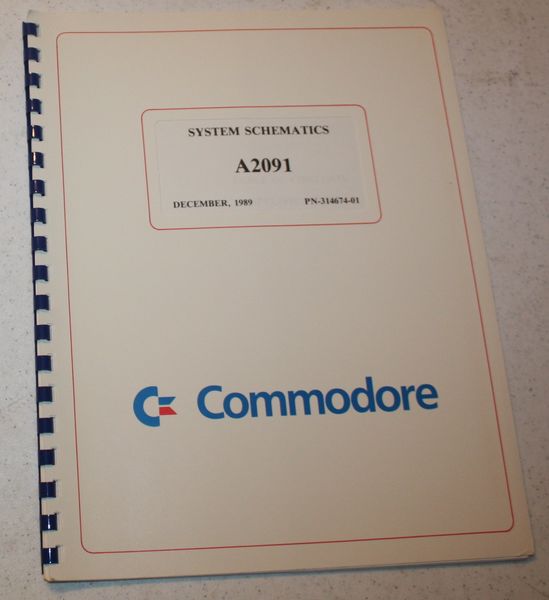 SYSTEM SCHEMATICS
A2091
DECEMBER, 1989 PN-314674-01
Commodore